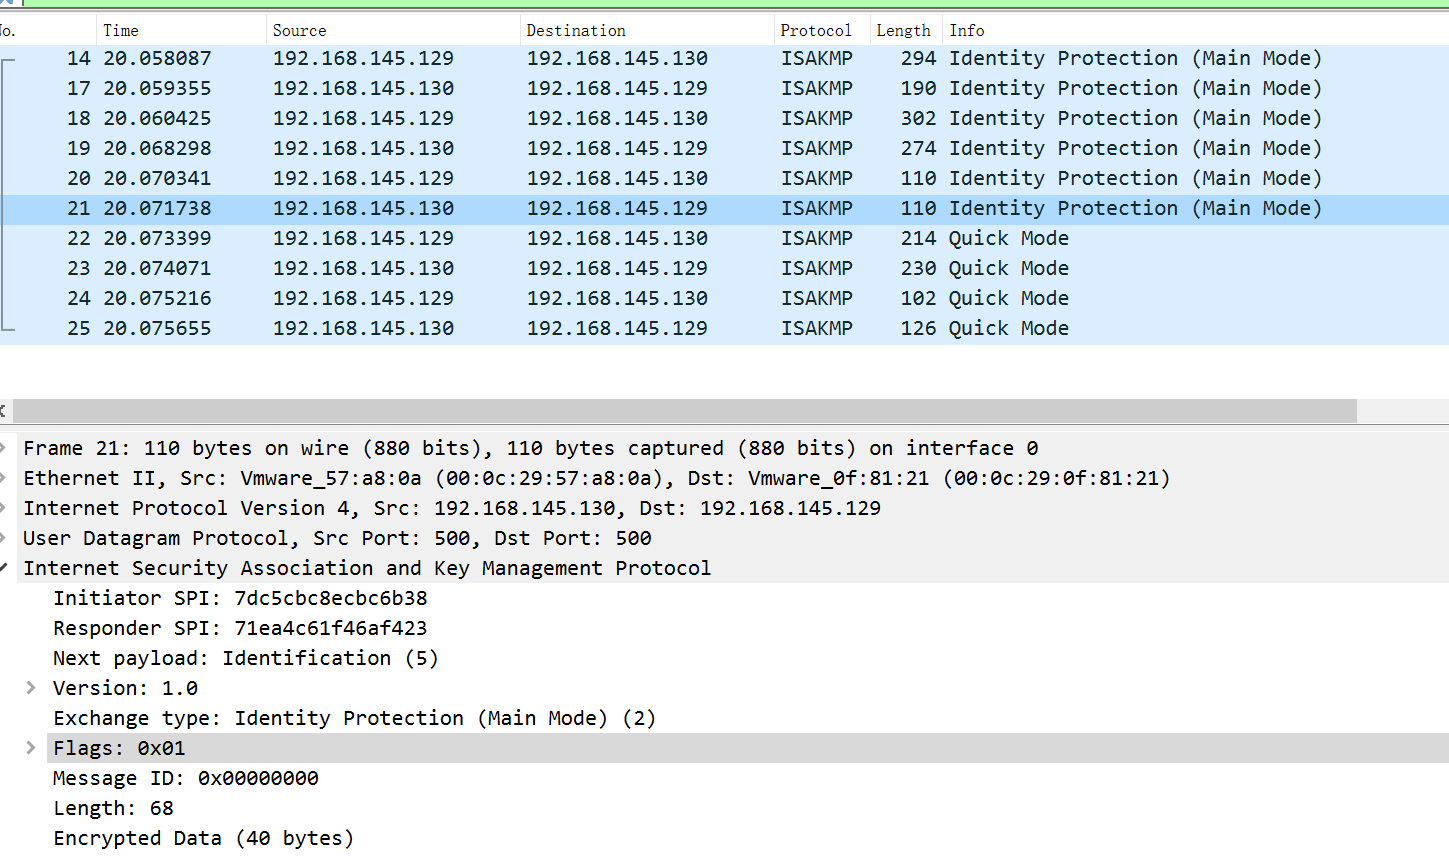 No. Time Source Destination Protocol Length Info
14 20.058087 192.168.145.129 192.168.145.130 ISAKMP 294 Identity Protection (Main Mode)
17 20.059355 192.168.145.130 192.168.145.129 ISAKMP 190 Identity Protection (Main Mode)
18 20.060425 192.168.145.129 192.168.145.130 ISAKMP 302 Identity Protection (Main Mode)
19 20.068298 192.168.145.130 192.168.145.129 ISAKMP 274 Identity Protection (Main Mode)
20 20.070341 192.168.145.129 192.168.145.130 ISAKMP 110 Identity Protection (Main Mode)
21 20.071738 192.168.145.130 192.168.145.129 ISAKMP 110 Identity Protection (Main Mode)
22 20.073399 192.168.145.129 192.168.145.130 ISAKMP 214 Quick Mode
23 20.074071 192.168.145.130 192.168.145.129 ISAKMP 230 Quick Mode
24 20.075216 192.168.145.129 192.168.145.130 ISAKMP 102 Quick Mode
25 20.075655 192.168.145.130 192.168.145.129 ISAKMP 126 Quick Mode
Frame 21: 110 bytes on wire (880 bits), 110 bytes captured (880 bits) on interface 0
Ethernet II, Src: Vmware_57:a8:0a (00:0c:29:57:a8:0a), Dst: Vmware_0f:81:21 (00:0c:29:0f:81:21)
Internet Protocol Version 4, Src: 192.168.145.130, Dst: 192.168.145.129
User Datagram Protocol, Src Port: 500, Dst Port: 500
Internet Security Association and Key Management Protocol
Initiator SPI: 7dc5cbc8ecbc6b38
Responder SPI: 71ea4c61f46af423
Next payload: Identification (5)
Version: 1.0
Exchange type: Identity Protection (Main Mode) (2)
Flags: 0x01
Message ID: 0x00000000
Length: 68
Encrypted Data (40 bytes)